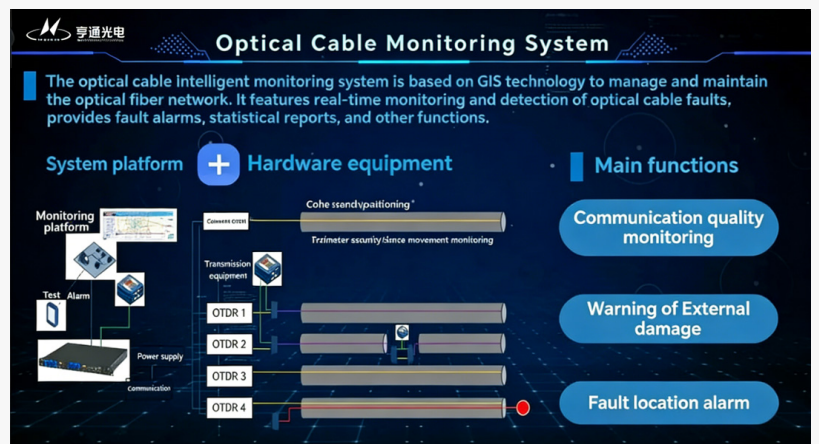 亨通光电
Optical Cable Monitoring System
The optical cable intelligent monitoring system is based on GIS technology to manage and maintain
the optical fiber network. It features real-time monitoring and detection of optical cable faults,
provides fault alarms, statistical reports, and other functions.
System platform + Hardware equipment
Main functions
Monitoring
platform
Test Alarm
Power supply
Communication
Transmission
equipment
movement monitoring
OTDR 1
OTDR 2
OTDR 3
OTDR 4
Communication quality
monitoring
Warning of External
damage
Fault location alarm